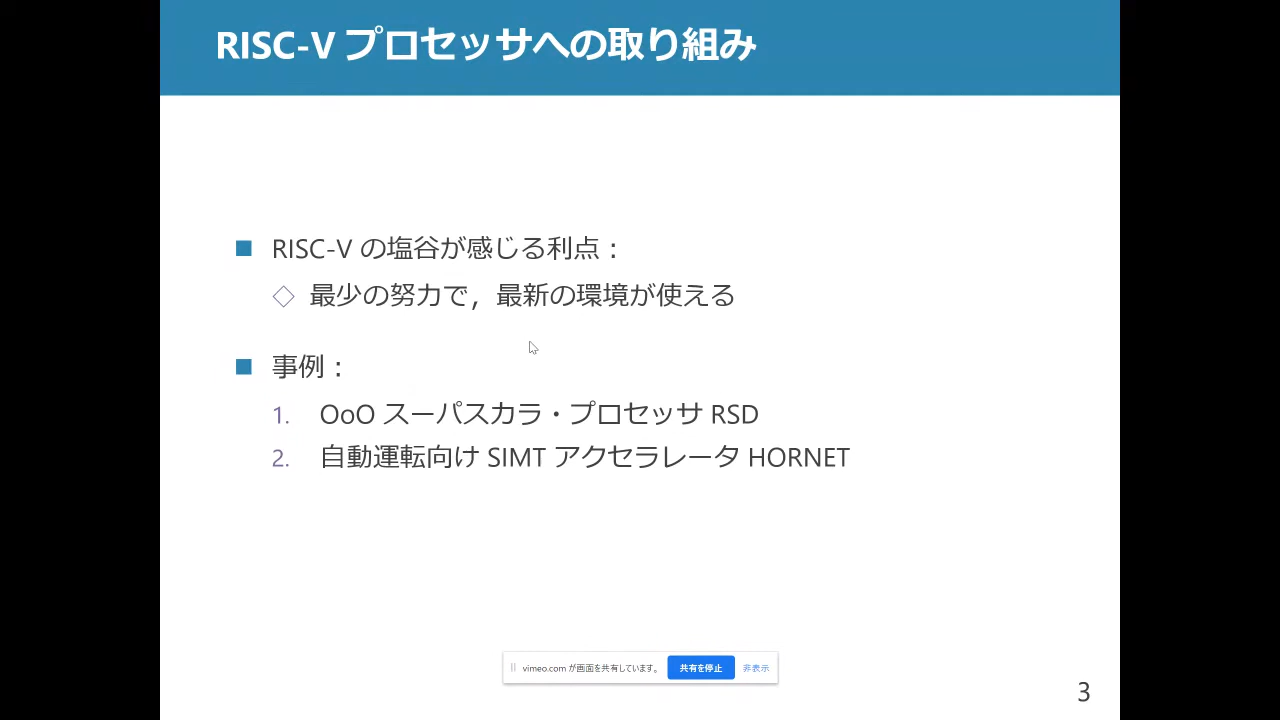 RISC-V プロセッサへの取り組み
RISC-V の塩谷が感じる利点：
最少の努力で，最新の環境が使える
事例：
1. OoO スーパスカラ・プロセッサ RSD
2. 自動運転向け SIMT アクセラレータ HORNET
vimeo.com が画面を共有しています。 共有を停止 非表示
3